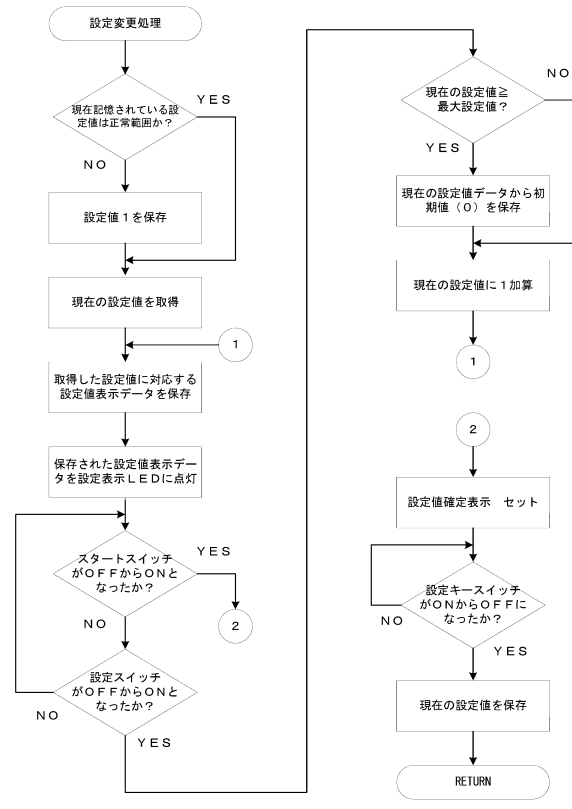 設定変更処理
現在記憶されている設
定値は正常範囲か？
YES
NO
設定値１を保存
現在の設定値を取得
1
取得した設定値に対応する
設定値表示データを保存
保存された設定値表示デー
タを設定表示ＬＥＤに点灯
スタートスイッチ
がＯＦＦからＯＮと
なったか？
YES
2
NO
設定スイッチ
がＯＦＦからＯＮと
なったか？
NO
YES
現在の設定値≧
最大設定値？
NO
YES
現在の設定値データから初
期値（０）を保存
現在の設定値に１加算
1
2
設定値確定表示　セット
設定キースイッチ
がＯＮからＯＦＦに
なったか？
NO
YES
現在の設定値を保存
RETURN